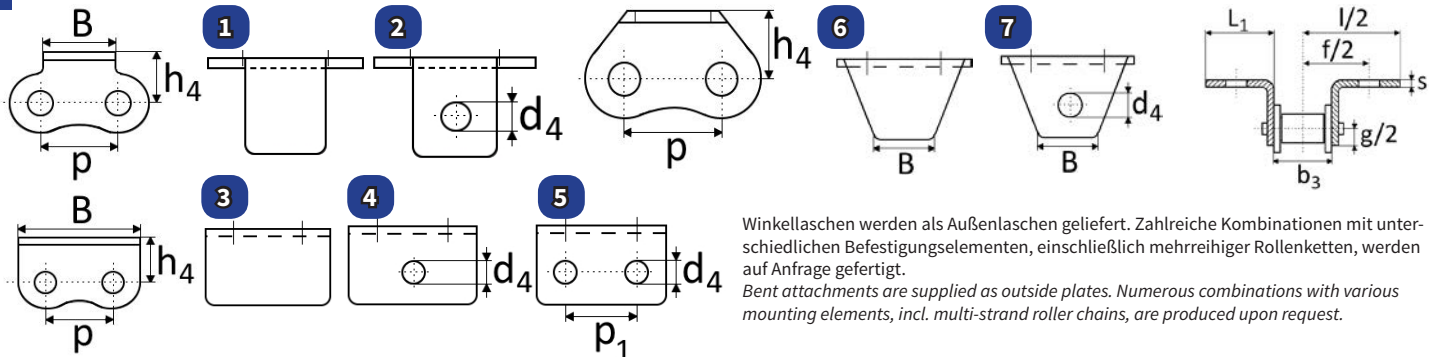 B
h4
p
1
2
d4
h4
p
6
B
7
d4
B
L1
l/2
f/2
s
g/2
b3
B
h4
p
3
4
d4
5
d4
p1
Winkellaschen werden als Außenlaschen geliefert. Zahlreiche Kombinationen mit unter-
schiedlichen Befestigungselementen, einschließlich mehrreihiger Rollenketten, werden
auf Anfrage gefertigt.
Bent attachments are supplied as outside plates. Numerous combinations with various
mounting elements, incl. multi-strand roller chains, are produced upon request.